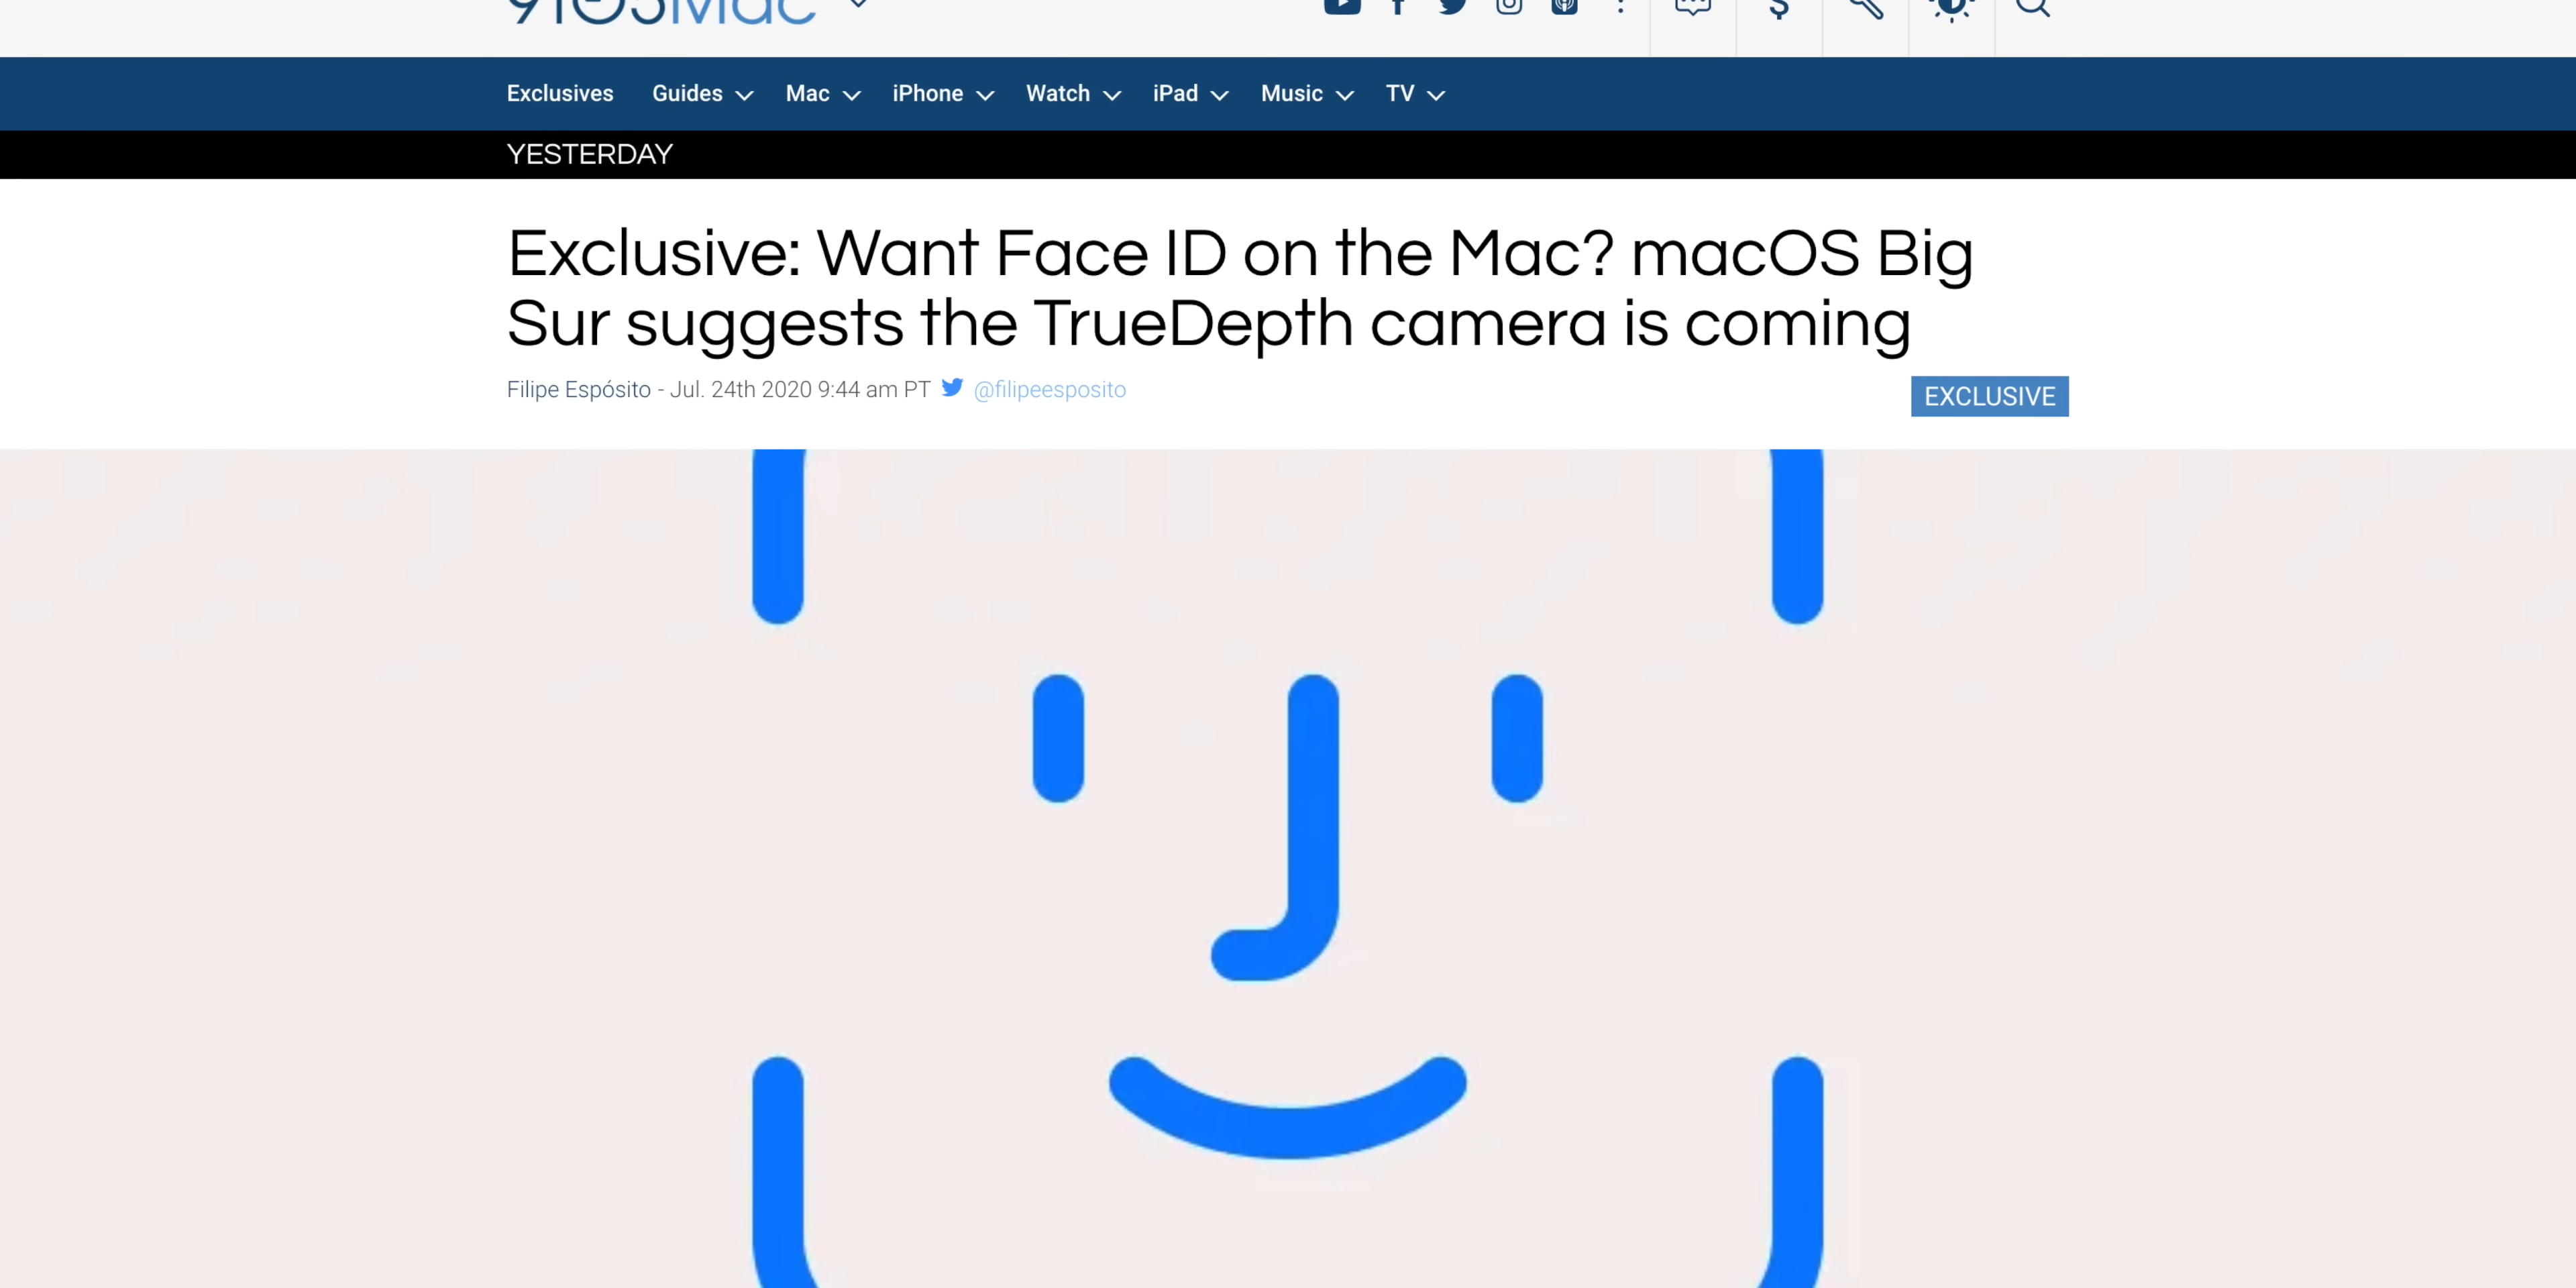 9TO5Mac
Exclusives Guides Mac iPhone Watch iPad Music TV
YESTERDAY
Exclusive: Want Face ID on the Mac? macOS Big
Sur suggests the TrueDepth camera is coming
Filipe Espósito - Jul. 24th 2020 9:44 am PT @filipeesposito
EXCLUSIVE